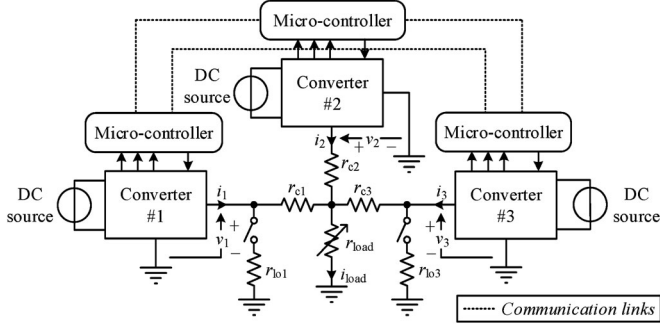 Micro-controller
DC
source
Converter
#2
Micro-controller
Micro-controller
i2
+ v2 −
rc2
DC
source
Converter
#1
i1
rc1
rc3
i3
Converter
#3
DC
source
+
v1
−
rload
+
v3
−
rlo1
iload
rlo3
Communication links